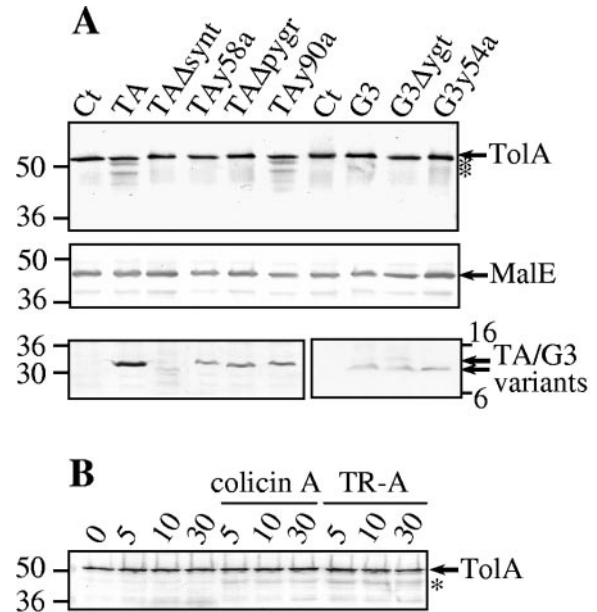 A
Ct TA TAΔsynt TAy58a TAΔpygr TAy90a Ct G3 G3Δygt G3y54a
50
36
TolA
*
*
50
36
MalE
36
30
16
6
TA/G3
variants
B
colicin A TR-A
0 5 10 30 5 10 30 5 10 30
50
36
TolA
*